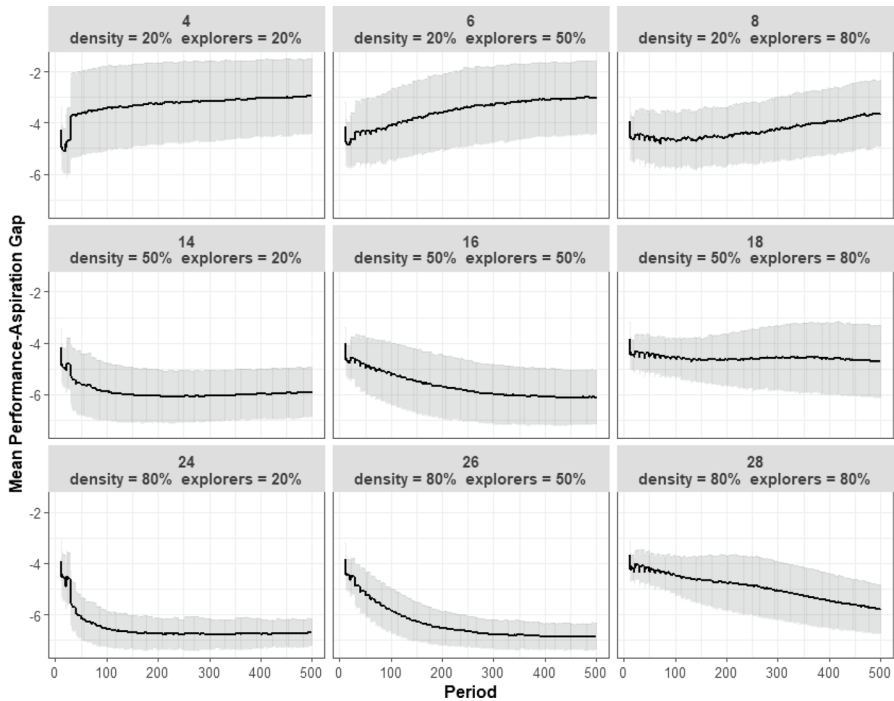 4
density = 20%  explorers = 20%
6
density = 20%  explorers = 50%
8
density = 20%  explorers = 80%
-2
-4
-6
14
density = 50%  explorers = 20%
16
density = 50%  explorers = 50%
18
density = 50%  explorers = 80%
-2
-4
-6
24
density = 80%  explorers = 20%
26
density = 80%  explorers = 50%
28
density = 80%  explorers = 80%
-2
-4
-6
0 100 200 300 400 500
0 100 200 300 400 500
0 100 200 300 400 500
Period
Mean Performance-Aspiration Gap